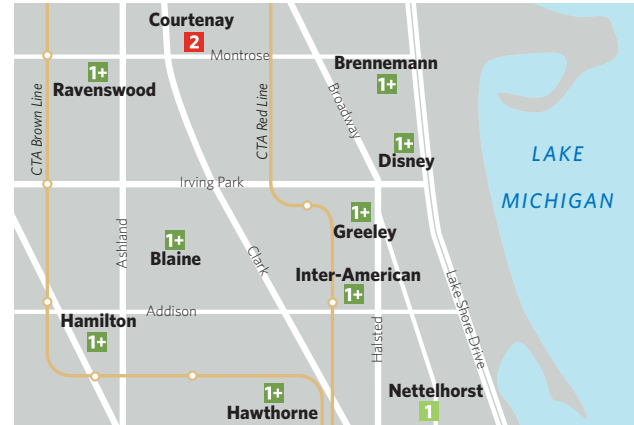 Courtenay
2
Montrose
Brennemann
1+
1+
Ravenswood
CTA Brown Line
CTA Red Line
Broadway
Disney
1+
LAKE
MICHIGAN
Irving Park
1+
Greeley
Ashland
1+
Blaine
Clark
Inter-American
1+
Lake Shore Drive
Addison
Hamilton
1+
Halsted
1+
Hawthorne
Nettelhorst
1